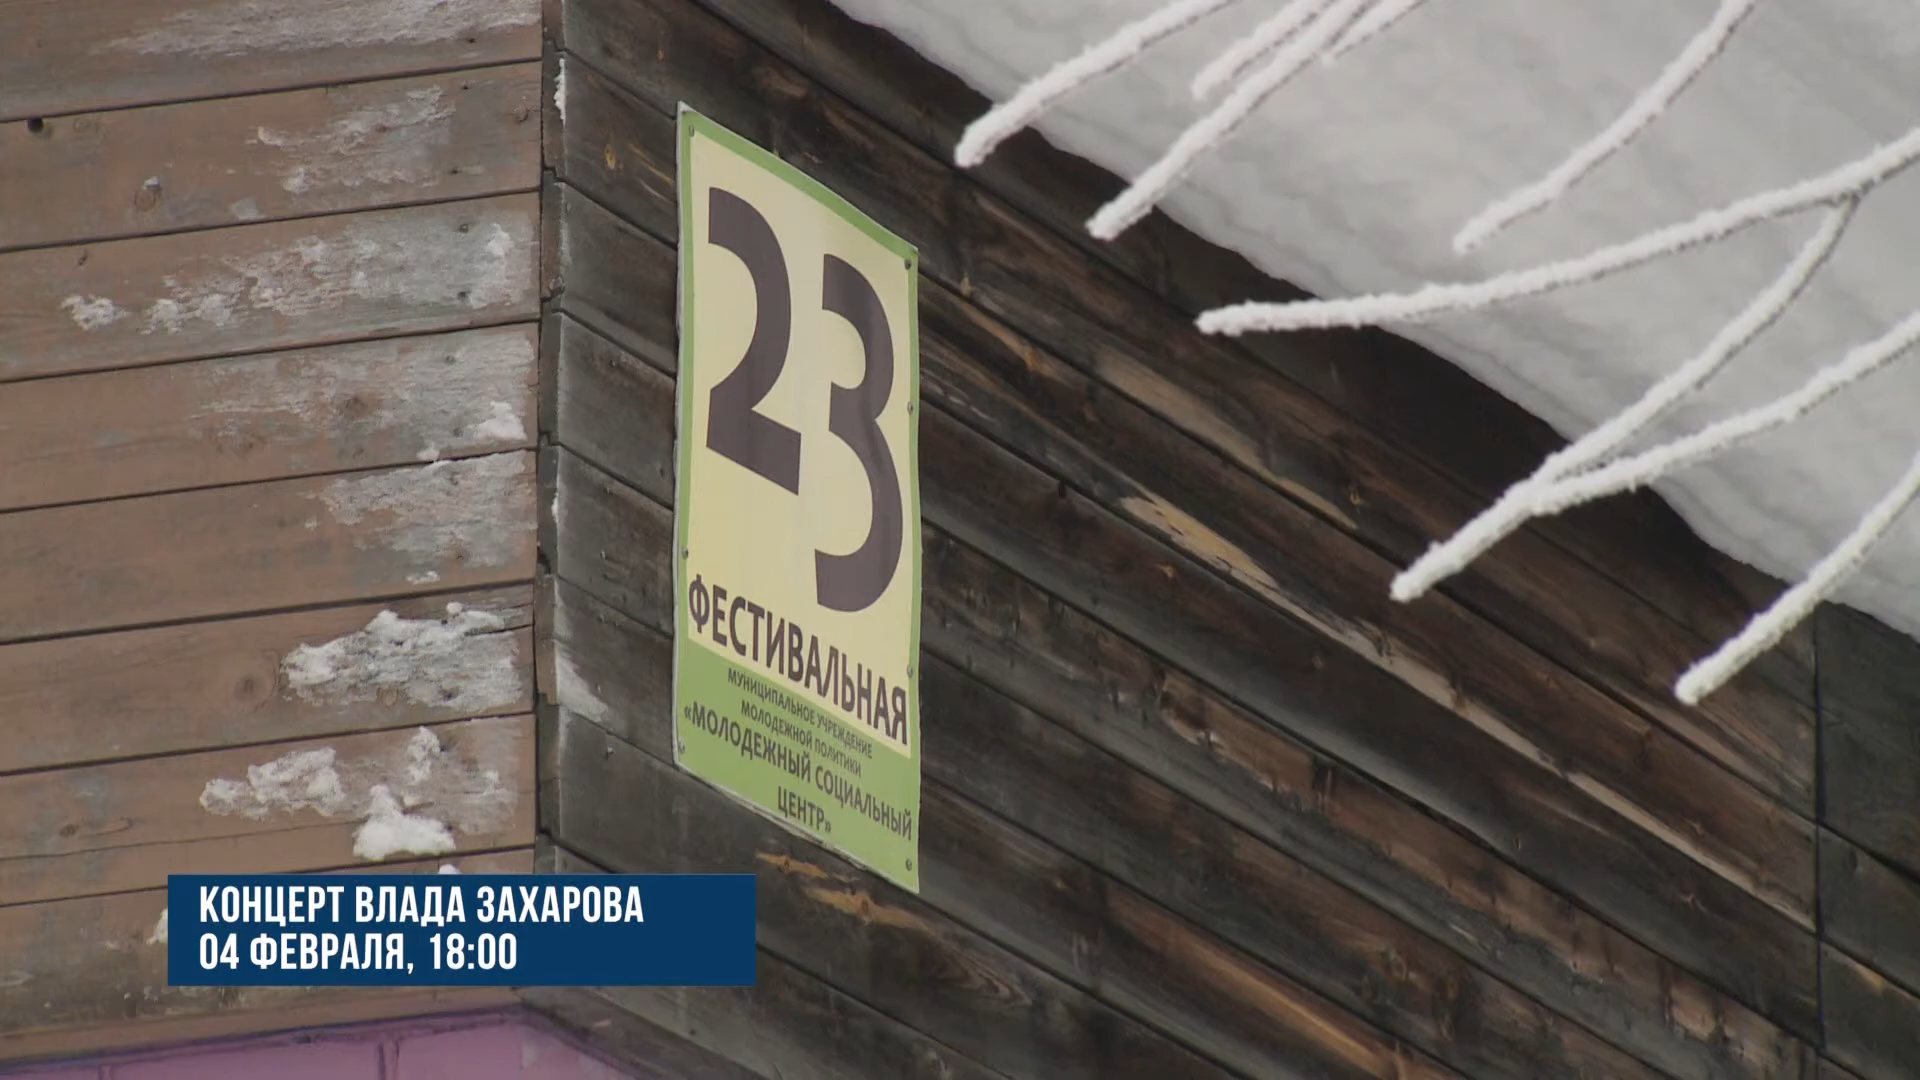 23
ФЕСТИВАЛЬНАЯ
МУНИЦИПАЛЬНОЕ УЧРЕЖДЕНИЕ
МОЛОДЕЖНОЙ ПОЛИТИКИ
«МОЛОДЕЖНЫЙ СОЦИАЛЬНЫЙ
ЦЕНТР»
КОНЦЕРТ ВЛАДА ЗАХАРОВА
04 ФЕВРАЛЯ, 18:00